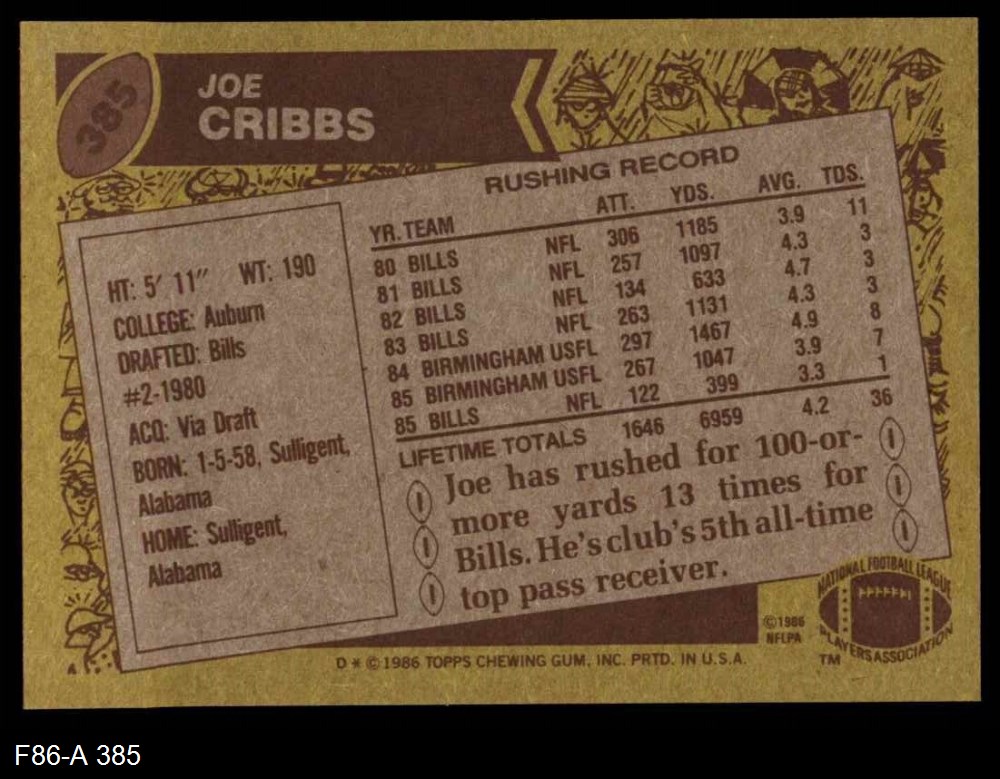 385
JOE
CRIBBS
RUSHING RECORD
YR. TEAM ATT. YDS. AVG. TDS.
80 BILLS NFL 306 1185 3.9 11
81 BILLS NFL 257 1097 4.3 3
82 BILLS NFL 134 633 4.7 3
83 BILLS NFL 263 1131 4.3 3
84 BIRMINGHAM USFL 297 1467 4.9 8
85 BIRMINGHAM USFL 267 1047 3.9 7
85 BILLS NFL 122 399 3.3 1
LIFETIME TOTALS 1646 6959 4.2 36
HT: 5′ 11″ WT: 190
COLLEGE: Auburn
DRAFTED: Bills
#2-1980
ACQ: Via Draft
BORN: 1-5-58, Sulligent,
Alabama
HOME: Sulligent,
Alabama
Joe has rushed for 100-or-
more yards 13 times for
Bills. He's club's 5th all-time
top pass receiver.
©1986
NFLPA
NATIONAL FOOTBALL LEAGUE
PLAYERS ASSOCIATION
TM
D * © 1986 TOPPS CHEWING GUM, INC. PRTD. IN U.S.A.
F86-A 385